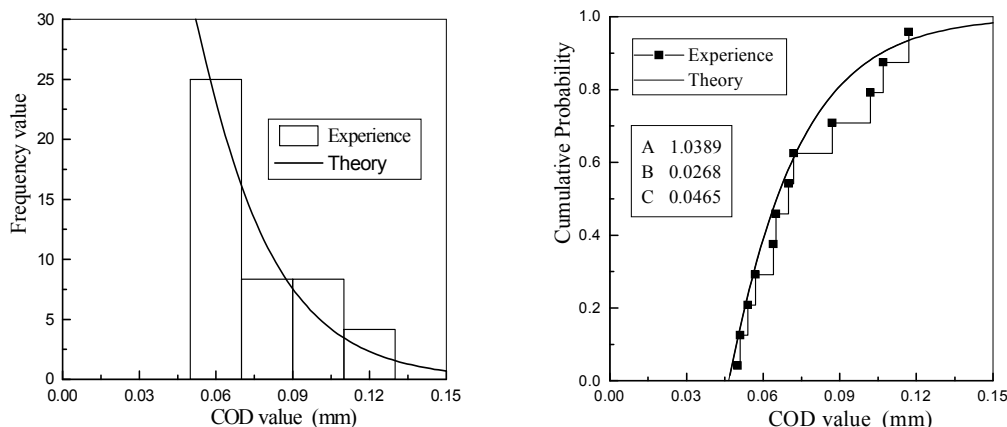 30
25
20
15
10
5
0
Frequency value
Experience
Theory
0.00 0.03 0.06 0.09 0.12 0.15
COD value (mm)
1.0
0.8
0.6
0.4
0.2
0.0
Cumulative Probability
Experience
Theory
A 1.0389
B 0.0268
C 0.0465
0.00 0.03 0.06 0.09 0.12 0.15
COD value (mm)